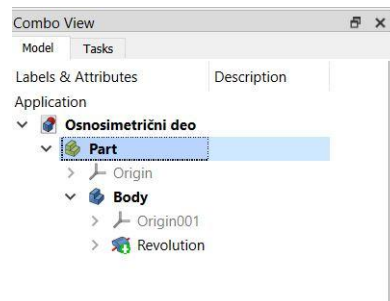 Combo View
Model Tasks
Labels & Attributes Description
Application
Osnosimetrični deo
Part
Origin
Body
Origin001
Revolution